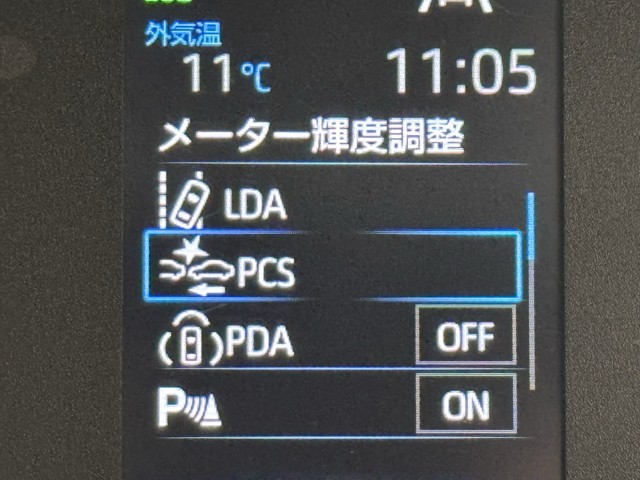 外気温
11℃ 11:05
メーター輝度調整
LDA
PCS
PDA OFF
P ON